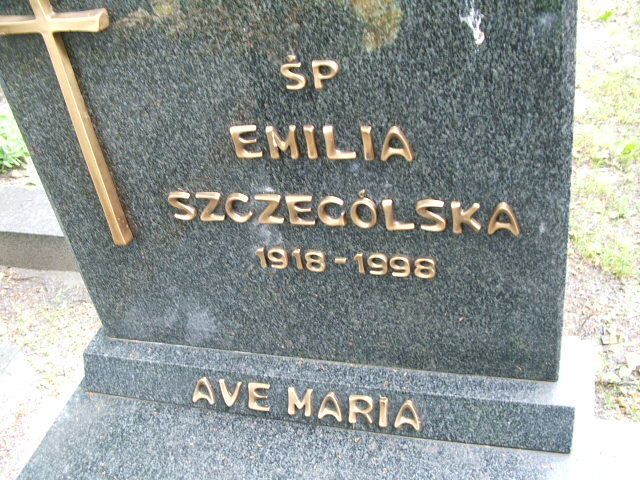 ŚP
EMILIA
SZCZEGÓLSKA
1918-1998
AVE MARIA